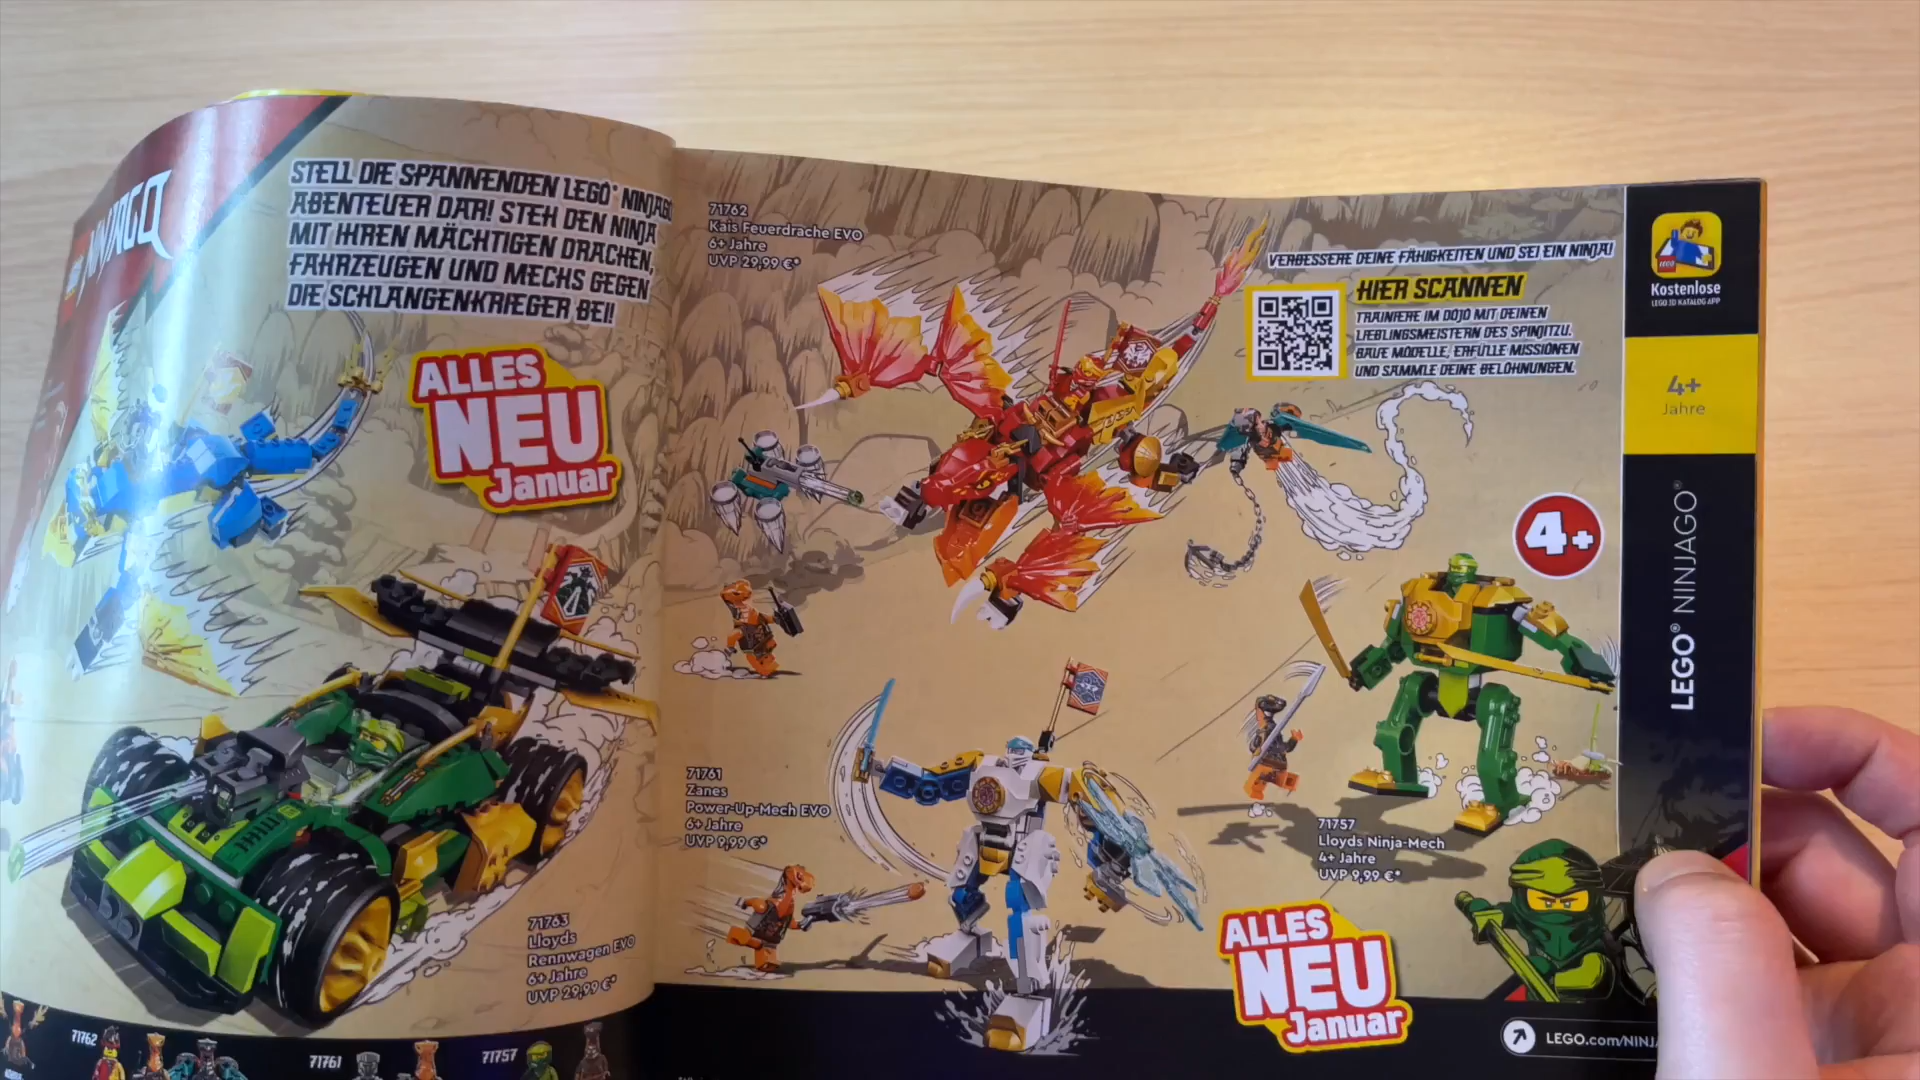 NINJAGO
STELL DIE SPANNENDEN LEGO® NINJAGO
ABENTEUER DAR! STEH DEN NINJA
MIT IHREN MÄCHTIGEN DRACHEN,
FAHRZEUGEN UND MECHS GEGEN
DIE SCHLANGENKRIEGER BEI!
ALLES
NEU
Januar
71763
Lloyds
Rennwagen EVO
6+ Jahre
UVP 29,99 €*
71762
71761
71757
71762
Kais Feuerdrache EVO
6+ Jahre
UVP 29,99 €*
VERBESSERE DEINE FÄHIGKEITEN UND SEI EIN NINJA!
HIER SCANNEN
TRAINIERE IM DOJO MIT DEINEN
LIEBLINGSMEISTERN DES SPINJITZU.
BAUE MODELLE, ERFÜLLE MISSIONEN
UND SAMMLE DEINE BELOHNUNGEN.
4+
71761
Zanes
Power-Up-Mech EVO
6+ Jahre
UVP 9,99 €*
71757
Lloyds Ninja-Mech
4+ Jahre
UVP 9,99 €*
ALLES
NEU
Januar
LEGO.com/NINJ
LEGO
Kostenlose
LEGO 3D KATALOG APP
4+
Jahre
LEGO® NINJAGO®